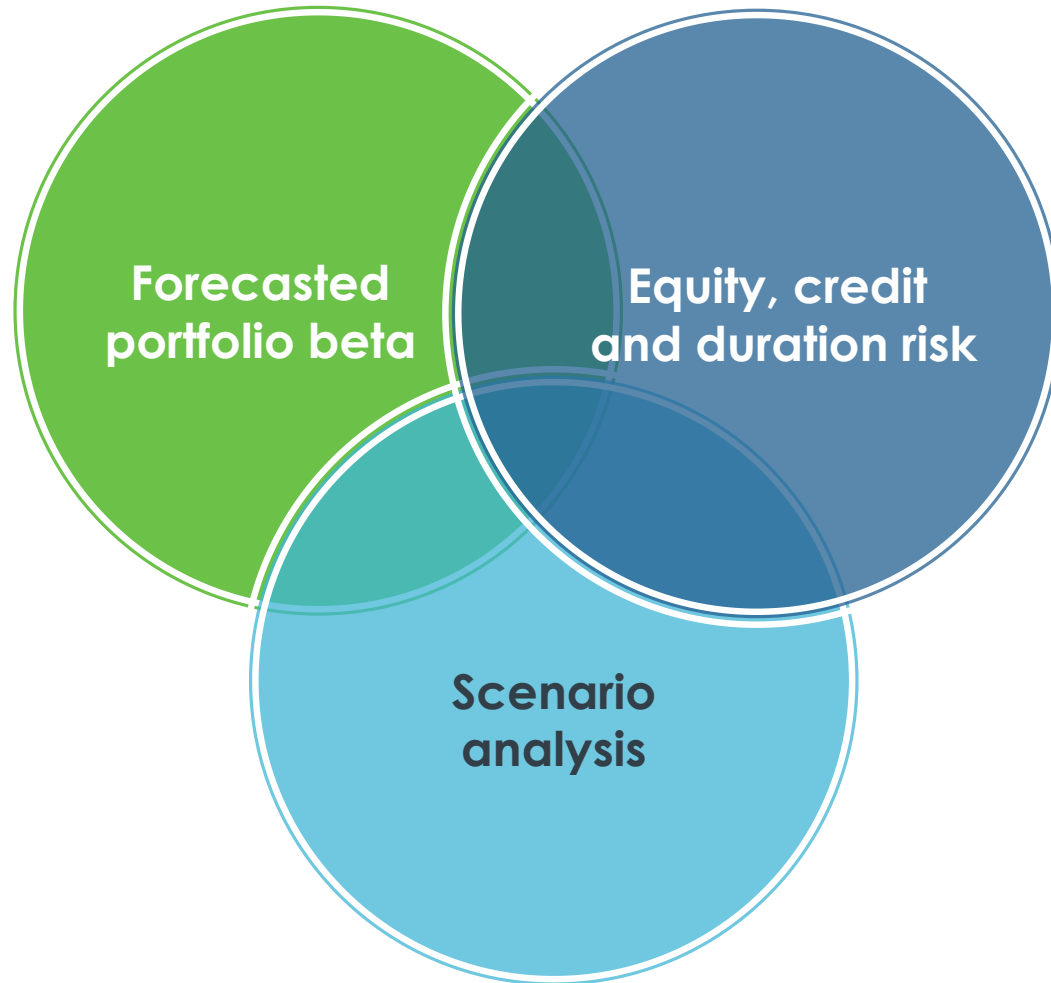 Forecasted
portfolio beta
Equity, credit
and duration risk
Scenario
analysis